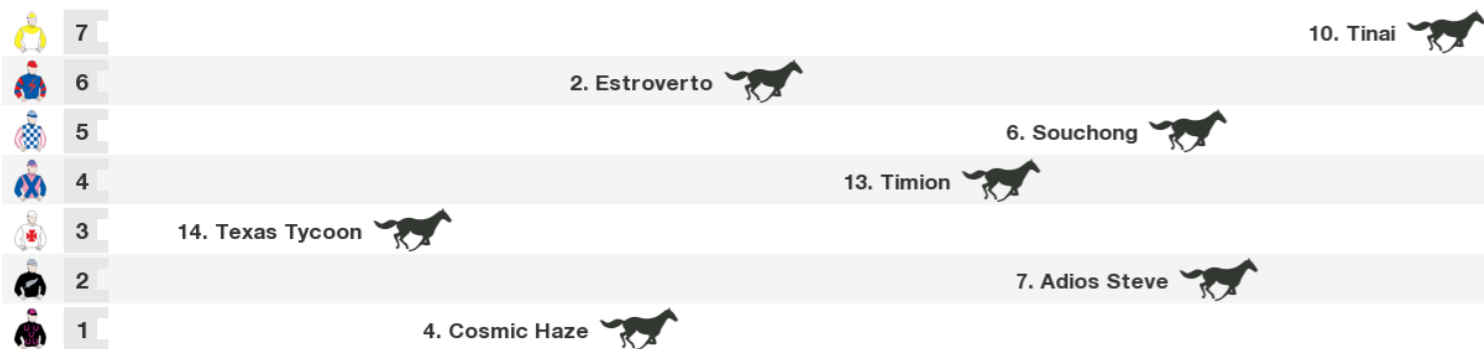 7 10. Tinai
6 2. Estroverto
5 6. Souchong
4 13. Timion
3 14. Texas Tycoon
2 7. Adios Steve
1 4. Cosmic Haze